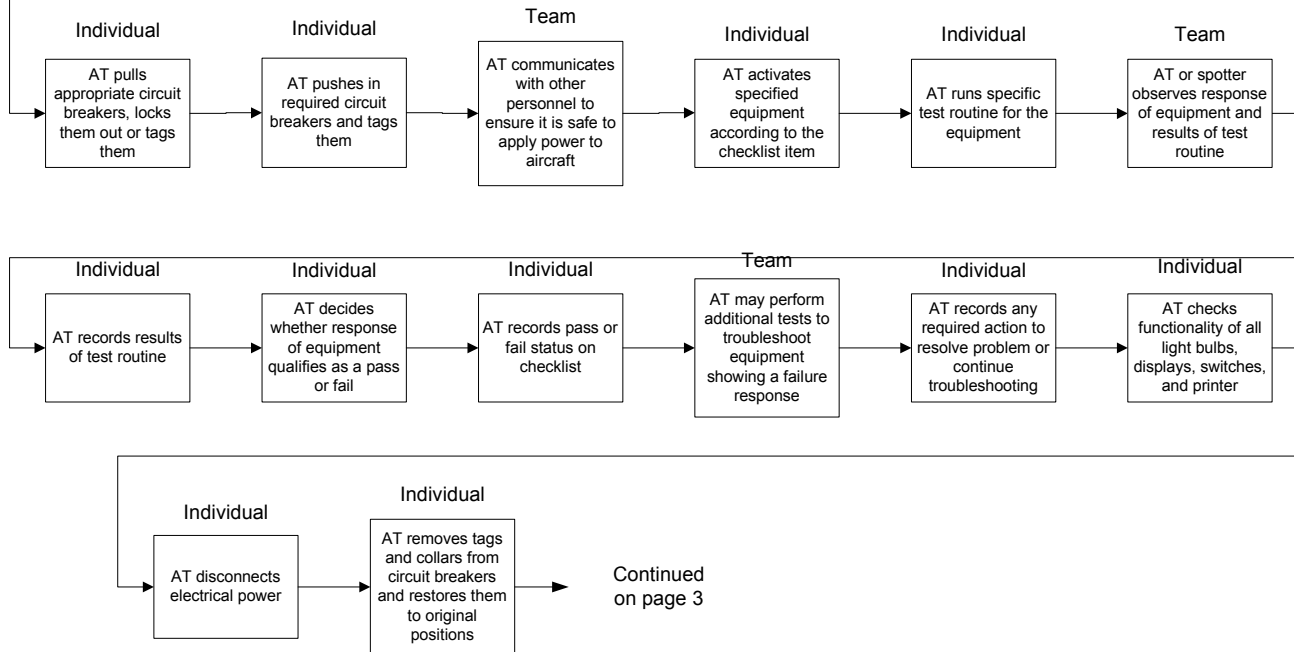 Individual
AT pulls
appropriate circuit
breakers, locks
them out or tags
them
Individual
AT pushes in
required circuit
breakers and tags
them
Team
AT communicates
with other
personnel to
ensure it is safe to
apply power to
aircraft
Individual
AT activates
specified
equipment
according to the
checklist item
Individual
AT runs specific
test routine for the
equipment
Team
AT or spotter
observes response
of equipment and
results of test
routine
Individual
AT records results
of test routine
Individual
AT decides
whether response
of equipment
qualifies as a pass
or fail
Individual
AT records pass or
fail status on
checklist
Team
AT may perform
additional tests to
troubleshoot
equipment
showing a failure
response
Individual
AT records any
required action to
resolve problem or
continue
troubleshooting
Individual
AT checks
functionality of all
light bulbs,
displays, switches,
and printer
Individual
AT disconnects
electrical power
Individual
AT removes tags
and collars from
circuit breakers
and restores them
to original
positions
Continued
on page 3